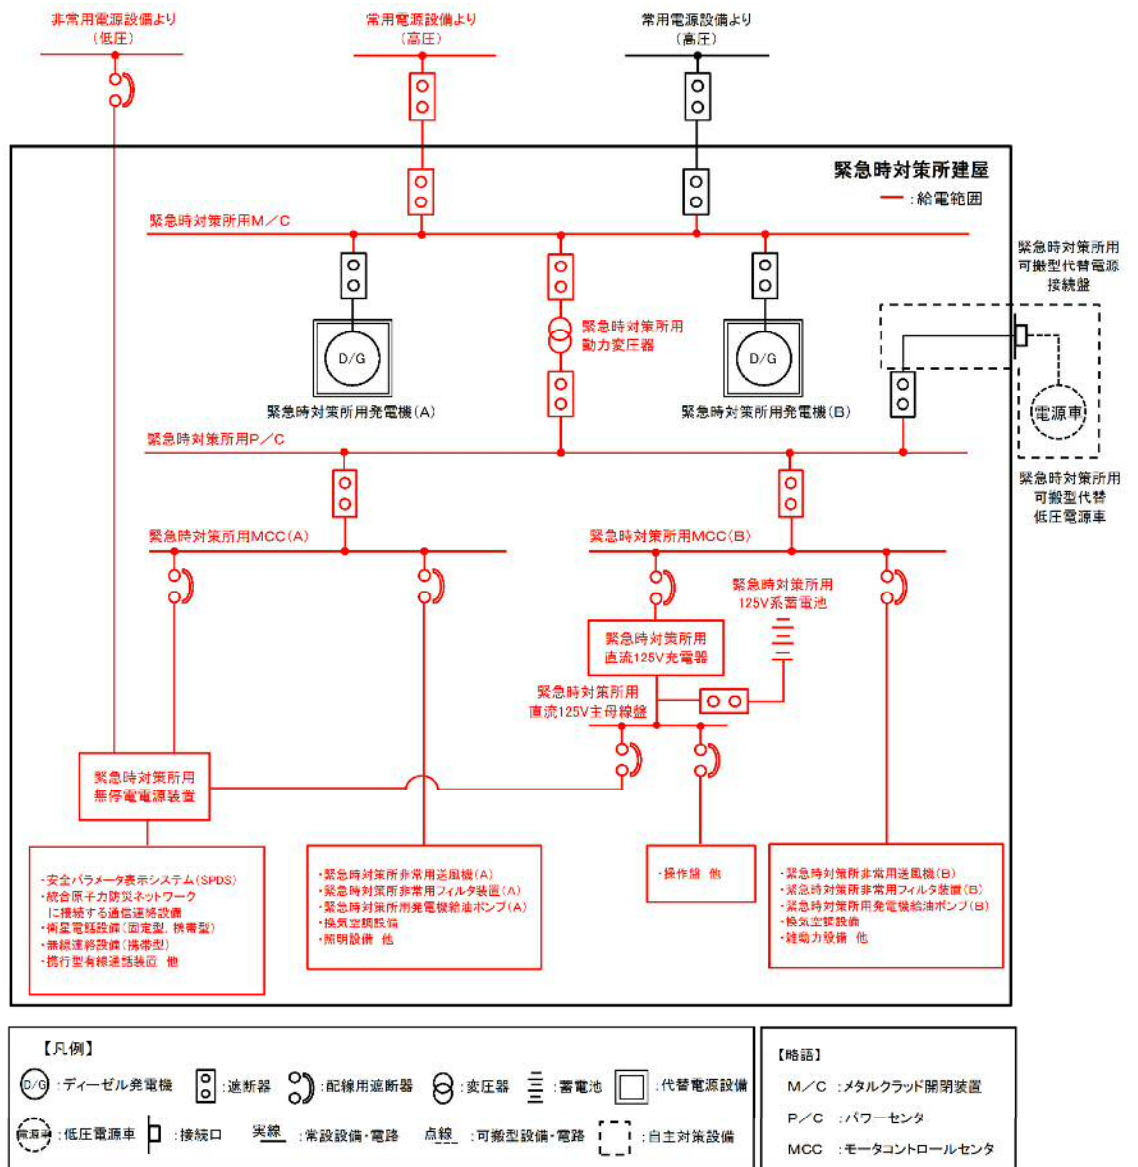 非常用電源設備より
(低圧)
常用電源設備より
(高圧)
常用電源設備より
(高圧)
緊急時対策所建屋
:給電範囲
緊急時対策所用M/C
緊急時対策所用
可搬型代替電源
接続盤
緊急時対策所用
動力変圧器
D/G
D/G
電源車
緊急時対策所用発電機(A)
緊急時対策所用発電機(B)
緊急時対策所用P/C
緊急時対策所用
可搬型代替
低圧電源車
緊急時対策所用MCC(A)
緊急時対策所用MCC(B)
緊急時対策所用
125V系蓄電池
緊急時対策所用
直流125V充電器
緊急時対策所用
直流125V主母線盤
緊急時対策所用
無停電電源装置
・安全パラメータ表示システム(SPDS)
・統合原子力防災ネットワーク
に接続する通信連絡設備
・衛星電話設備(固定型、携帯型)
・無線連絡設備(携帯型)
・携行型有線通話装置 他
・緊急時対策所非常用送風機(A)
・緊急時対策所非常用フィルタ装置(A)
・緊急時対策所用発電機給油ポンプ(A)
・換気空調設備
・照明設備 他
・操作盤 他
・緊急時対策所非常用送風機(B)
・緊急時対策所非常用フィルタ装置(B)
・緊急時対策所用発電機給油ポンプ(B)
・換気空調設備
・雑動力設備 他
【凡例】
D/G :ディーゼル発電機 :遮断器 :配線用遮断器 :変圧器 :蓄電池 :代替電源設備
電源車 :低圧電源車 :接続口 実線 :常設設備・電路 点線 :可搬型設備・電路 :自主対策設備
【略語】
M/C :メタルクラッド開閉装置
P/C :パワーセンタ
MCC :モータコントロールセンタ